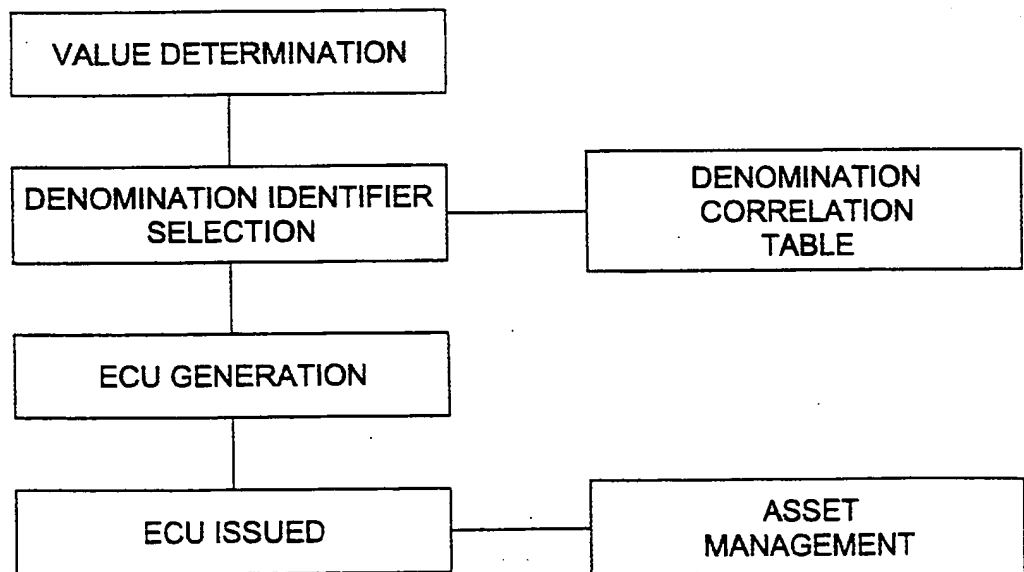 VALUE DETERMINATION
DENOMINATION IDENTIFIER
SELECTION
DENOMINATION
CORRELATION
TABLE
ECU GENERATION
ECU ISSUED
ASSET
MANAGEMENT